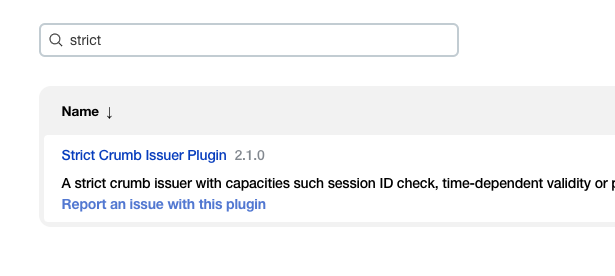 strict
Name ↓
Strict Crumb Issuer Plugin 2.1.0
A strict crumb issuer with capacities such session ID check, time-dependent validity or
Report an issue with this plugin